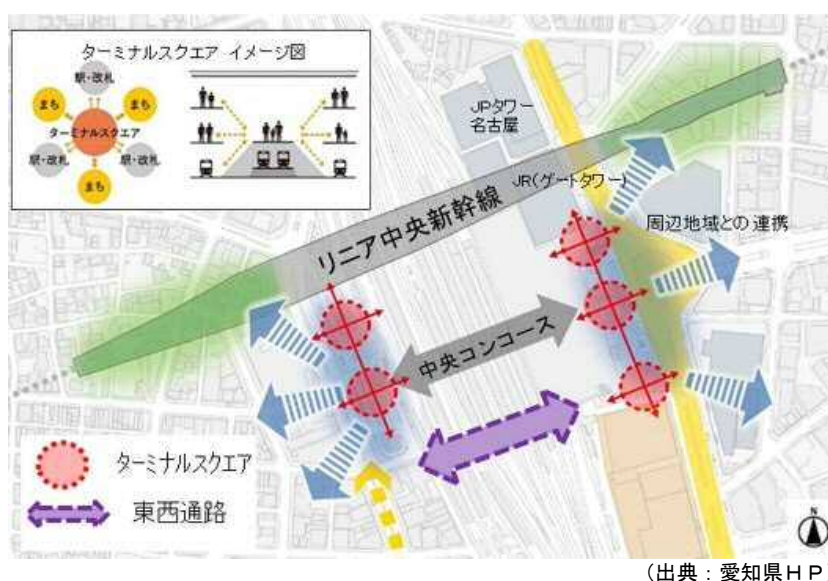 ターミナルスクエア イメージ図
駅・改札
まち
まち
ターミナルスクエア
駅・改札
駅・改札
まち
JPタワー
名古屋
JR(ゲートタワー)
リニア中央新幹線
周辺地域との連携
中央コンコース
ターミナルスクエア
東西通路
N
(出典：愛知県ＨＰ